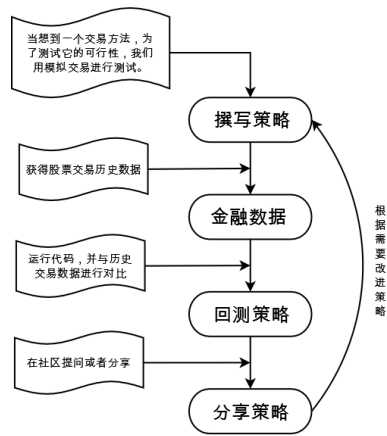 当想到一个交易方法，为
了测试它的可行性，我们
用模拟交易进行测试。
撰写策略
获得股票交易历史数据
金融数据
运行代码，并与历史
交易数据进行对比
回测策略
在社区提问或者分享
分享策略
根据需要改进策略